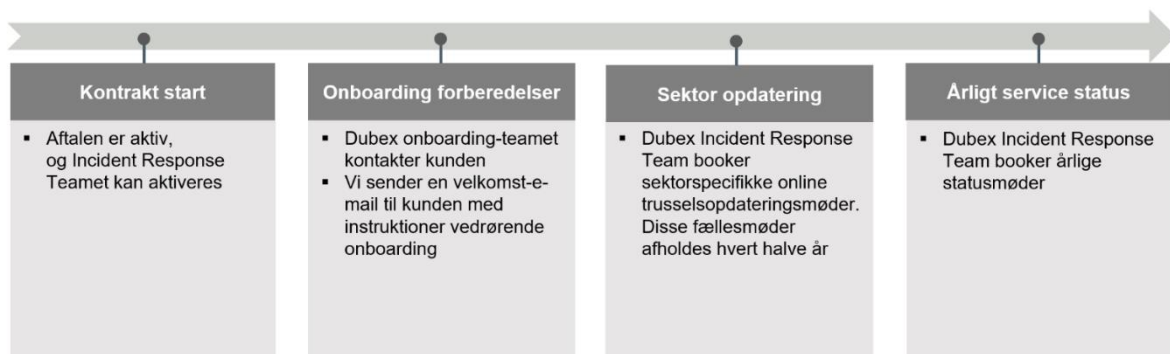 Kontrakt start
▪ Aftalen er aktiv,
og Incident Response
Teamet kan aktiveres
Onboarding forberedelser
▪ Dubex onboarding-teamet
kontakter kunden
▪ Vi sender en velkomst-e-
mail til kunden med
instruktioner vedrørende
onboarding
Sektor opdatering
▪ Dubex Incident Response
Team booker
sektorspecifikke online
trusselsopdateringsmøder.
Disse fællesmøder
afholdes hvert halve år
Årligt service status
▪ Dubex Incident Response
Team booker årlige
statusmøder